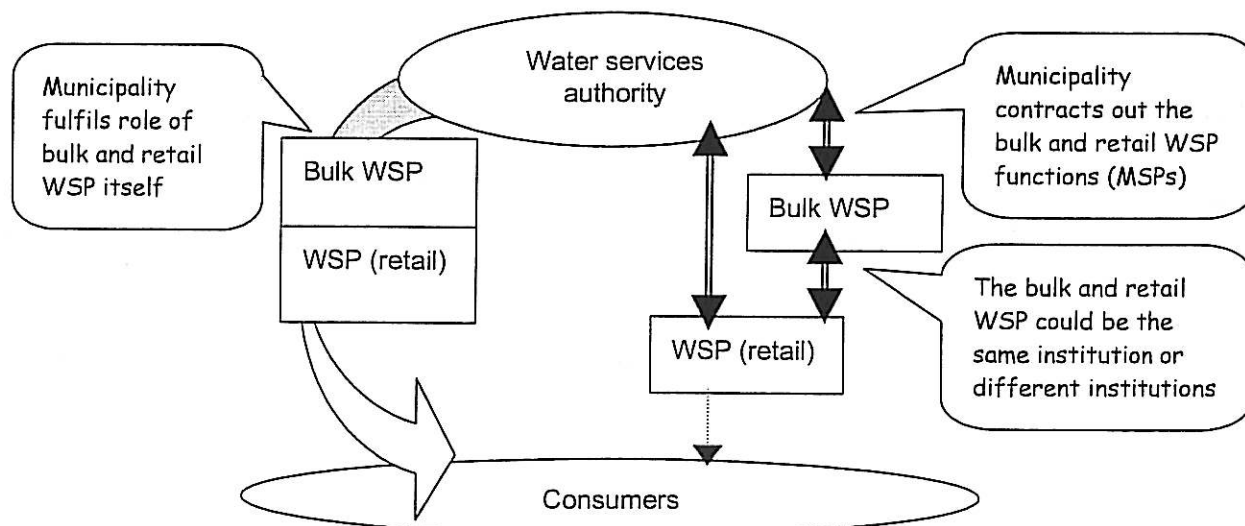 Water services
authority
Municipality
fulfils role of
bulk and retail
WSP itself
Bulk WSP
WSP (retail)
Municipality
contracts out the
bulk and retail WSP
functions (MSPs)
Bulk WSP
The bulk and retail
WSP could be the
same institution or
different institutions
WSP (retail)
Consumers